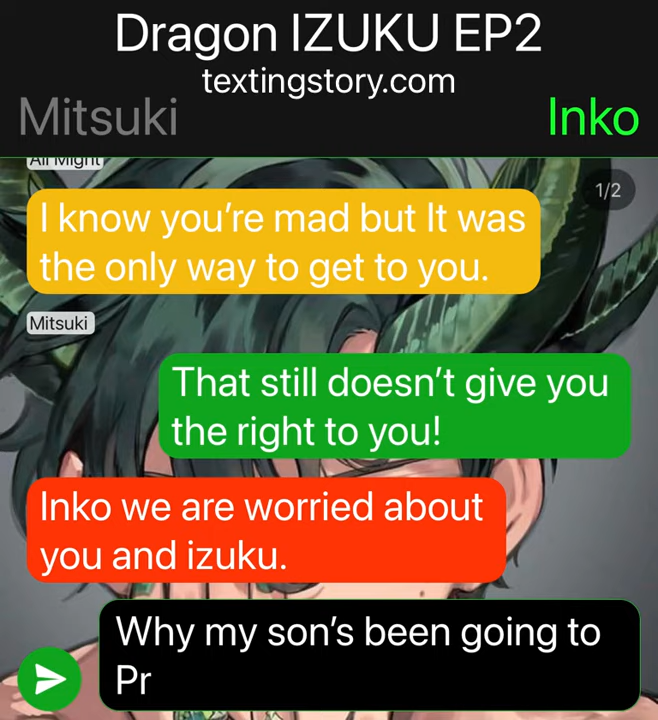 Dragon IZUKU EP2
textingstory.com
Mitsuki
Inko
All Might
1/2
I know you're mad but It was
the only way to get to you.
Mitsuki
That still doesn't give you
the right to you!
Inko we are worried about
you and izuku.
Why my son's been going to
Pr